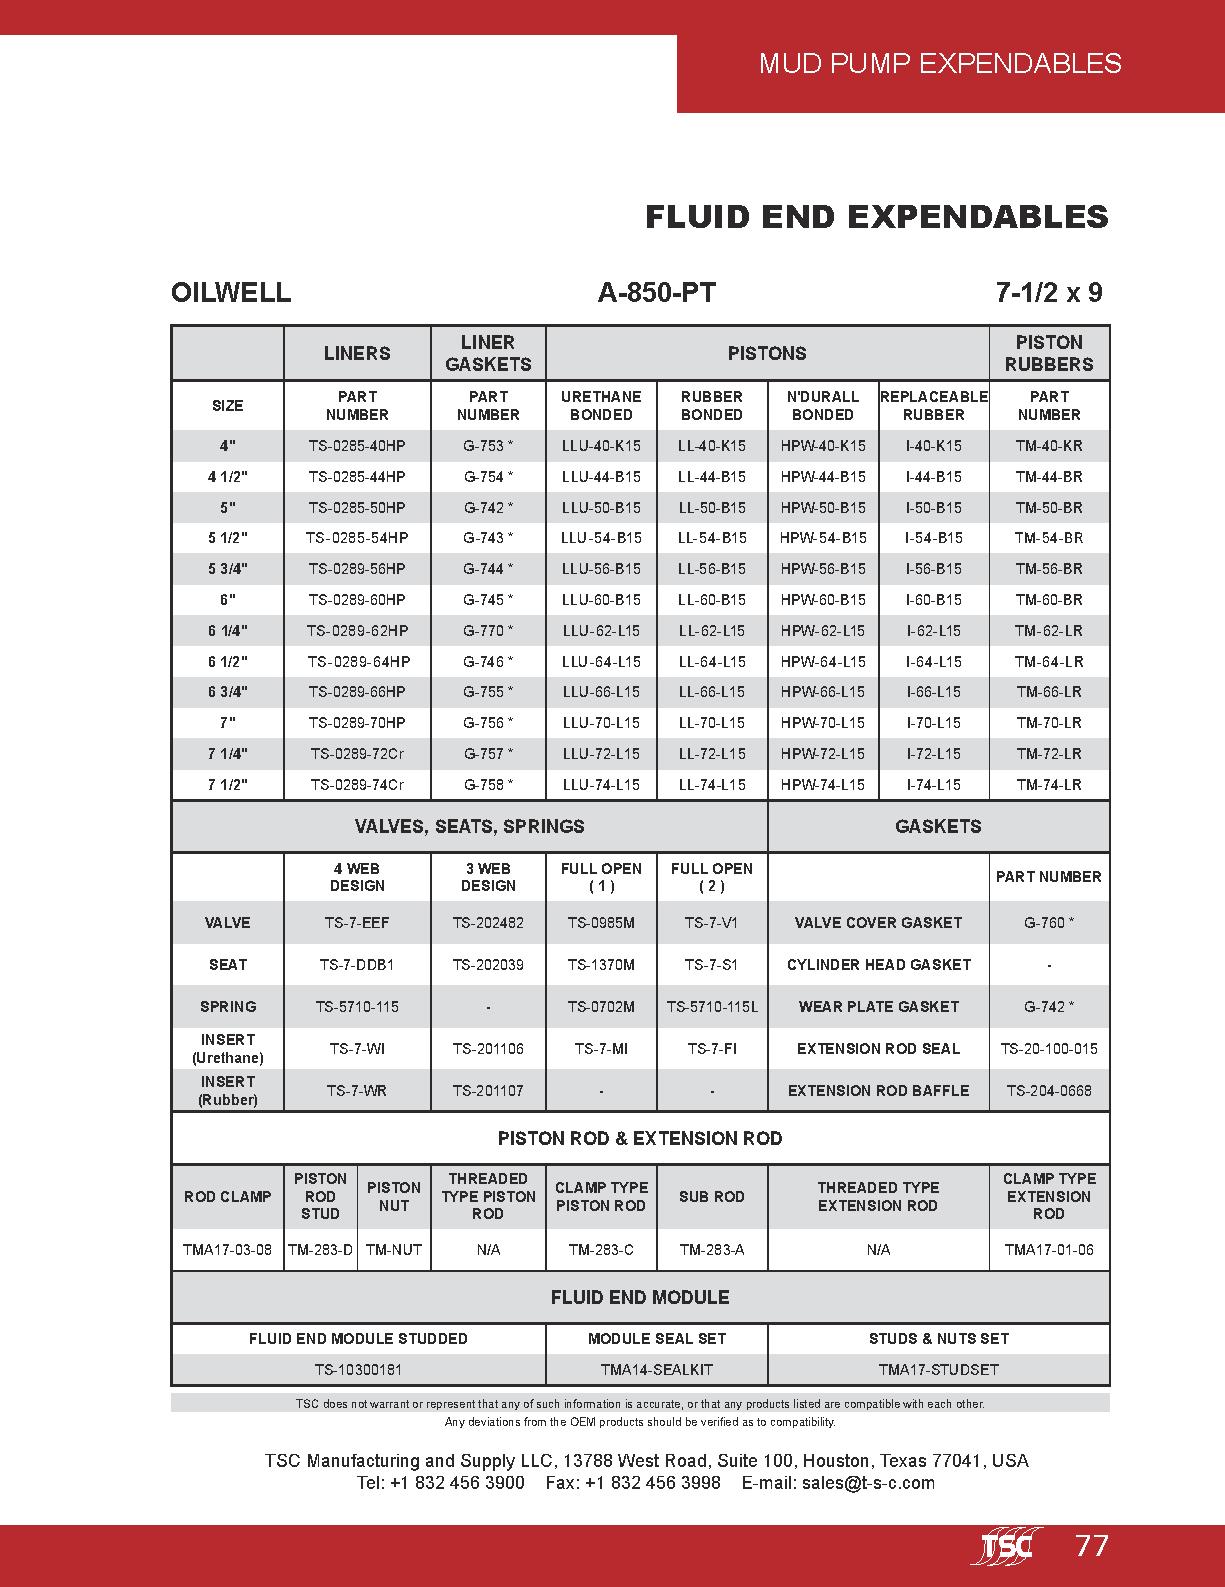 MUD PUMP EXPENDABLES
FLUID END EXPENDABLES
OILWELL A-850-PT 7-1/2 x 9
LINERS LINER GASKETS PISTONS PISTON RUBBERS
SIZE PART NUMBER PART NUMBER URETHANE BONDED RUBBER BONDED N'DURALL BONDED REPLACEABLE RUBBER PART NUMBER
4" TS-0285-40HP G-753 * LLU-40-K15 LL-40-K15 HPW-40-K15 I-40-K15 TM-40-KR
4 1/2" TS-0285-44HP G-754 * LLU-44-B15 LL-44-B15 HPW-44-B15 I-44-B15 TM-44-BR
5" TS-0285-50HP G-742 * LLU-50-B15 LL-50-B15 HPW-50-B15 I-50-B15 TM-50-BR
5 1/2" TS-0285-54HP G-743 * LLU-54-B15 LL-54-B15 HPW-54-B15 I-54-B15 TM-54-BR
5 3/4" TS-0289-56HP G-744 * LLU-56-B15 LL-56-B15 HPW-56-B15 I-56-B15 TM-56-BR
6" TS-0289-60HP G-745 * LLU-60-B15 LL-60-B15 HPW-60-B15 I-60-B15 TM-60-BR
6 1/4" TS-0289-62HP G-770 * LLU-62-L15 LL-62-L15 HPW-62-L15 I-62-L15 TM-62-LR
6 1/2" TS-0289-64HP G-746 * LLU-64-L15 LL-64-L15 HPW-64-L15 I-64-L15 TM-64-LR
6 3/4" TS-0289-66HP G-755 * LLU-66-L15 LL-66-L15 HPW-66-L15 I-66-L15 TM-66-LR
7" TS-0289-70HP G-756 * LLU-70-L15 LL-70-L15 HPW-70-L15 I-70-L15 TM-70-LR
7 1/4" TS-0289-72Cr G-757 * LLU-72-L15 LL-72-L15 HPW-72-L15 I-72-L15 TM-72-LR
7 1/2" TS-0289-74Cr G-758 * LLU-74-L15 LL-74-L15 HPW-74-L15 I-74-L15 TM-74-LR
VALVES, SEATS, SPRINGS GASKETS
4 WEB DESIGN 3 WEB DESIGN FULL OPEN ( 1 ) FULL OPEN ( 2 ) PART NUMBER
VALVE TS-7-EEF TS-202482 TS-0985M TS-7-V1 VALVE COVER GASKET G-760 *
SEAT TS-7-DDB1 TS-202039 TS-1370M TS-7-S1 CYLINDER HEAD GASKET -
SPRING TS-5710-115 - TS-0702M TS-5710-115L WEAR PLATE GASKET G-742 *
INSERT (Urethane) TS-7-WI TS-201106 TS-7-MI TS-7-FI EXTENSION ROD SEAL TS-20-100-015
INSERT (Rubber) TS-7-WR TS-201107 - - EXTENSION ROD BAFFLE TS-204-0668
PISTON ROD & EXTENSION ROD
ROD CLAMP PISTON ROD STUD PISTON NUT THREADED TYPE PISTON ROD CLAMP TYPE PISTON ROD SUB ROD THREADED TYPE EXTENSION ROD CLAMP TYPE EXTENSION ROD
TMA17-03-08 TM-283-D TM-NUT N/A TM-283-C TM-283-A N/A TMA17-01-06
FLUID END MODULE
FLUID END MODULE STUDDED MODULE SEAL SET STUDS & NUTS SET
TS-10300181 TMA14-SEALKIT TMA17-STUDSET
TSC does not warrant or represent that any of such information is accurate, or that any products listed are compatible with each other.
Any deviations from the OEM products should be verified as to compatibility.
TSC Manufacturing and Supply LLC, 13788 West Road, Suite 100, Houston, Texas 77041, USA
Tel: +1 832 456 3900 Fax: +1 832 456 3998 E-mail: sales@t-s-c.com
TSC 77